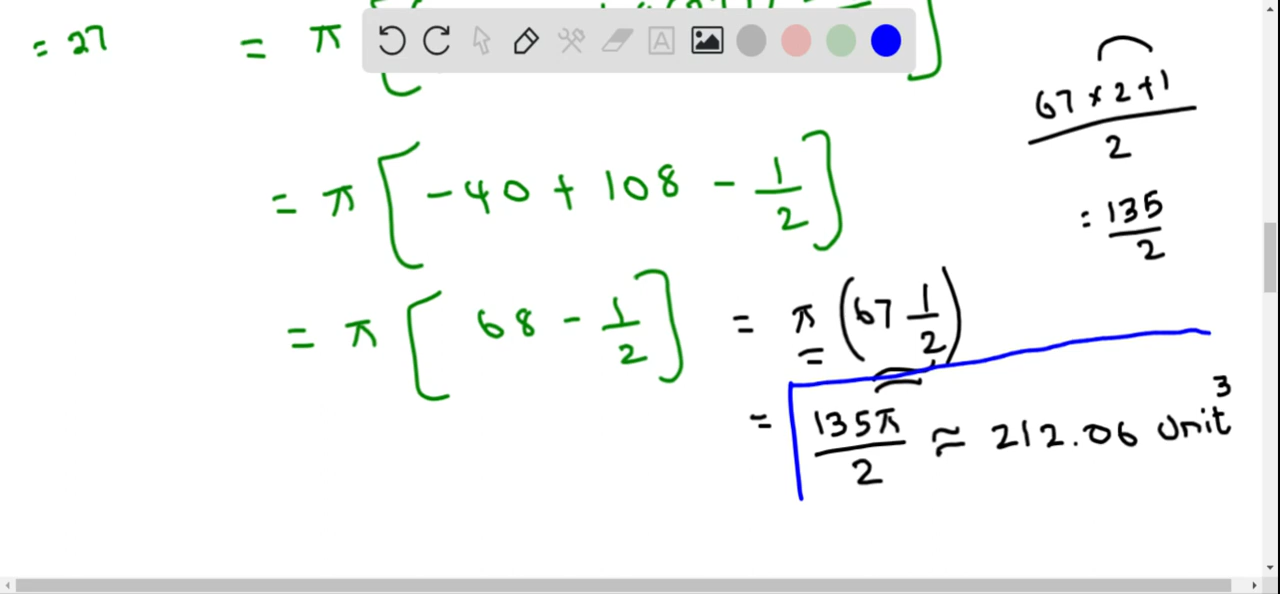 = 27
= π [
= π [ -40 + 108 - 1/2 ]
= π [ 68 - 1/2 ] = π (67 1/2)
= 135π/2 ≈ 212.06 Unit³
67 × 2 + 1 / 2
= 135/2